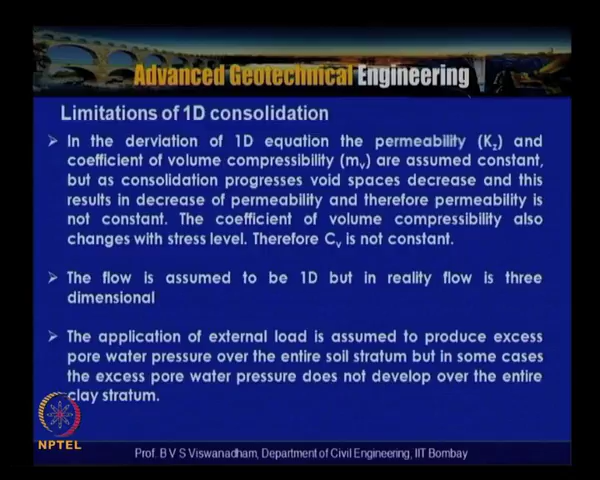 Advanced Geotechnical Engineering
Limitations of 1D consolidation
➤ In the derviation of 1D equation the permeability (Kz) and
coefficient of volume compressibility (mv) are assumed constant,
but as consolidation progresses void spaces decrease and this
results in decrease of permeability and therefore permeability is
not constant. The coefficient of volume compressibility also
changes with stress level. Therefore Cv is not constant.
➤ The flow is assumed to be 1D but in reality flow is three
dimensional
➤ The application of external load is assumed to produce excess
pore water pressure over the entire soil stratum but in some cases
the excess pore water pressure does not develop over the entire
clay stratum.
NPTEL
Prof. B V S Viswanadham, Department of Civil Engineering, IIT Bombay